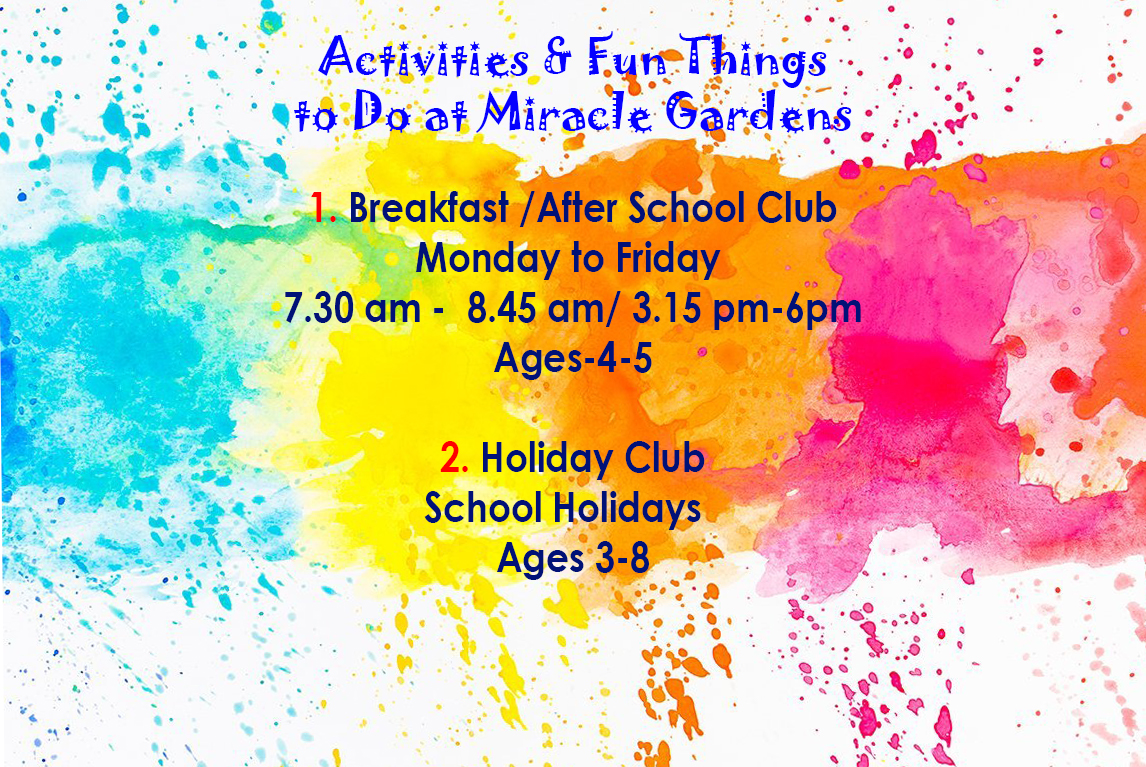 Activities & Fun Things
to Do at Miracle Gardens
1. Breakfast /After School Club
Monday to Friday
7.30 am -  8.45 am/ 3.15 pm-6pm
Ages-4-5
2. Holiday Club
School Holidays
Ages 3-8